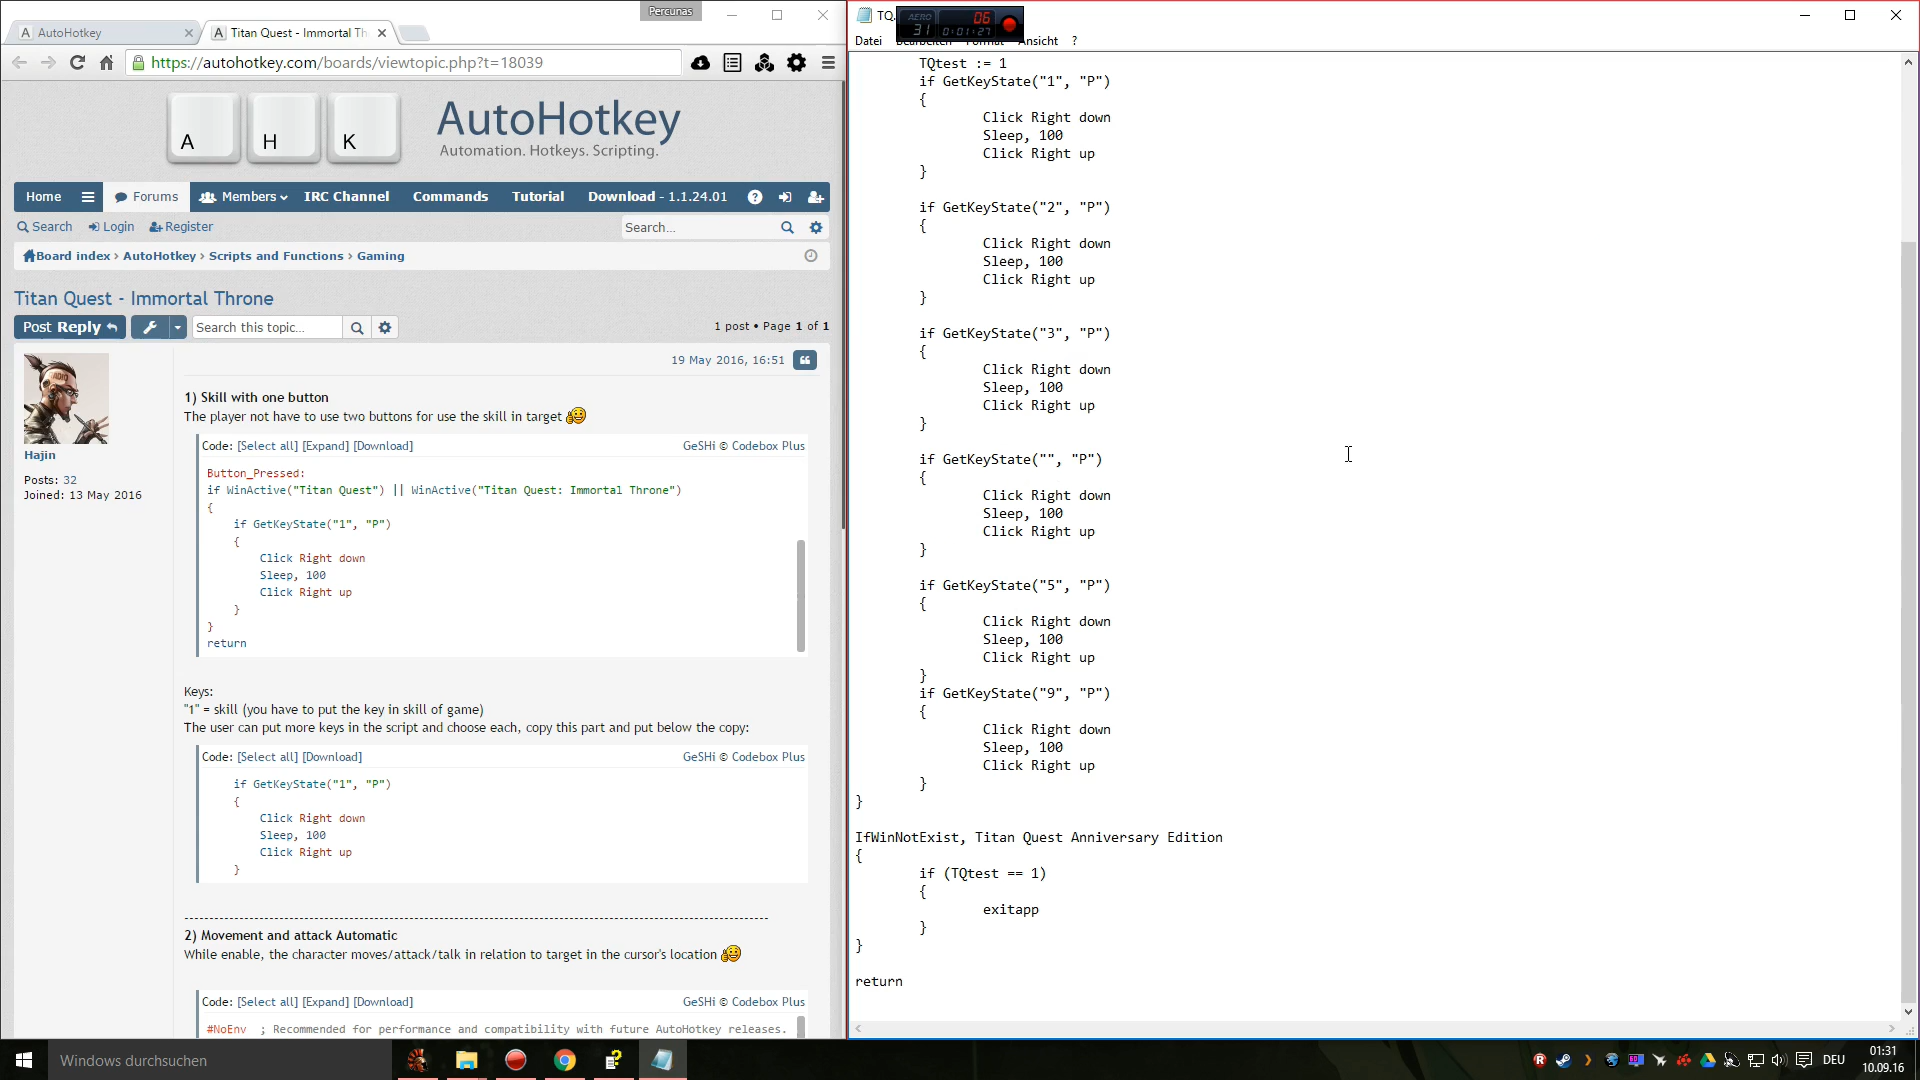 Percunas
AutoHotkey
Titan Quest - Immortal Th
https://autohotkey.com/boards/viewtopic.php?t=18039
A
H
K
AutoHotkey
Automation. Hotkeys. Scripting.
Home
Forums
Members
IRC Channel
Commands
Tutorial
Download - 1.1.24.01
Search
Login
Register
Search...
Board index › AutoHotkey › Scripts and Functions › Gaming
Titan Quest - Immortal Throne
Post Reply
Search this topic...
1 post • Page 1 of 1
Hajin
Posts: 32
Joined: 13 May 2016
19 May 2016, 16:51
1) Skill with one button
The player not have to use two buttons for use the skill in target
Code: [Select all] [Expand] [Download]
GeSHi © Codebox Plus
Button_Pressed:
if WinActive("Titan Quest") || WinActive("Titan Quest: Immortal Throne")
{
if GetKeyState("1", "P")
{
Click Right down
Sleep, 100
Click Right up
}
}
return
Keys:
"1" = skill (you have to put the key in skill of game)
The user can put more keys in the script and choose each, copy this part and put below the copy:
Code: [Select all] [Download]
GeSHi © Codebox Plus
if GetKeyState("1", "P")
{
Click Right down
Sleep, 100
Click Right up
}
2) Movement and attack Automatic
While enable, the character moves/attack/talk in relation to target in the cursor's location
Code: [Select all] [Expand] [Download]
GeSHi © Codebox Plus
#NoEnv ; Recommended for performance and compatibility with future AutoHotkey releases.
TQ.
AERO
31
06
0:01:27
Datei
Ansicht
?
TQtest := 1
if GetKeyState("1", "P")
{
Click Right down
Sleep, 100
Click Right up
}
if GetKeyState("2", "P")
{
Click Right down
Sleep, 100
Click Right up
}
if GetKeyState("3", "P")
{
Click Right down
Sleep, 100
Click Right up
}
if GetKeyState("", "P")
{
Click Right down
Sleep, 100
Click Right up
}
if GetKeyState("5", "P")
{
Click Right down
Sleep, 100
Click Right up
}
if GetKeyState("9", "P")
{
Click Right down
Sleep, 100
Click Right up
}
}
IfWinNotExist, Titan Quest Anniversary Edition
{
if (TQtest == 1)
{
exitapp
}
}
return
Windows durchsuchen
DEU
01:31
10.09.16